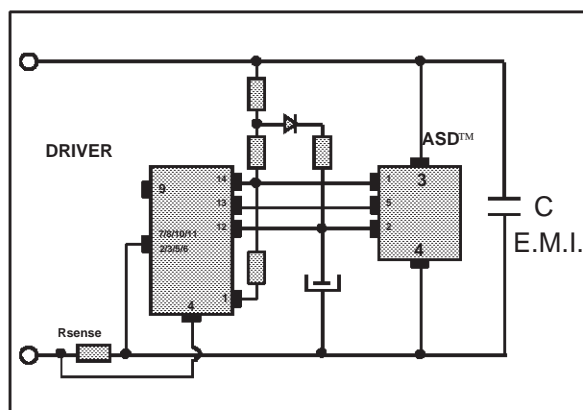 DRIVER
ASD™
9
14
13
12
7/8/10/11
2/3/5/6
1
4
1
5
2
3
4
C
E.M.I.
Rsense